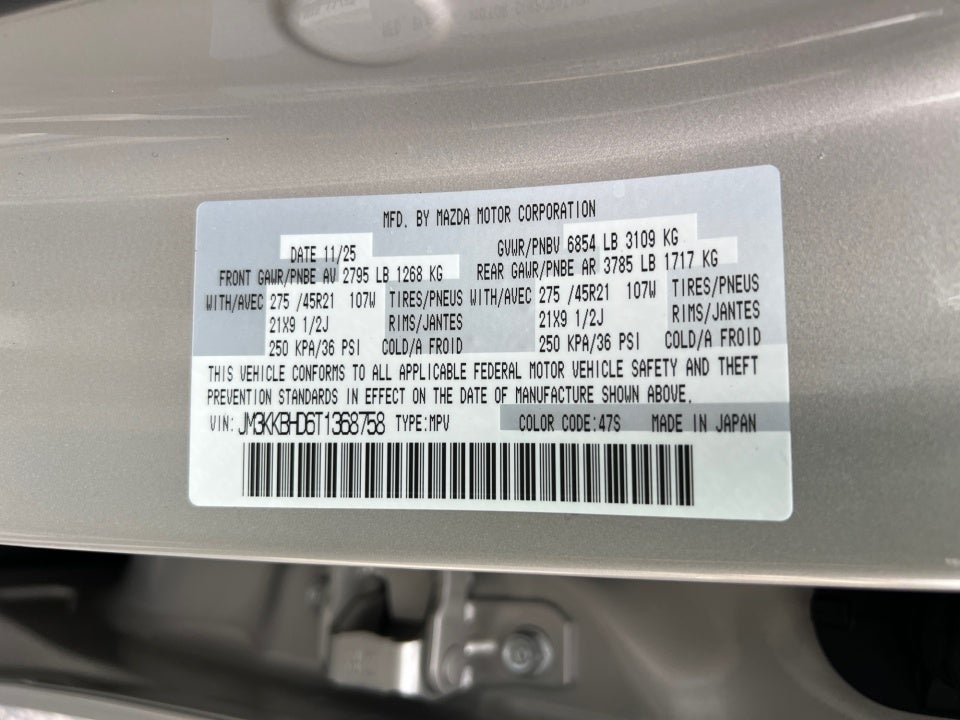 MFD. BY MAZDA MOTOR CORPORATION
DATE 11/25 GVWR/PNBV 6854 LB 3109 KG
FRONT GAWR/PNBE AV 2795 LB 1268 KG REAR GAWR/PNBE AR 3785 LB 1717 KG
WITH/AVEC 275 /45R21 107W TIRES/PNEUS WITH/AVEC 275 /45R21 107W TIRES/PNEUS
21X9 1/2J RIMS/JANTES 21X9 1/2J RIMS/JANTES
250 KPA/36 PSI COLD/A FROID 250 KPA/36 PSI COLD/A FROID
THIS VEHICLE CONFORMS TO ALL APPLICABLE FEDERAL MOTOR VEHICLE SAFETY AND THEFT
PREVENTION STANDARDS IN EFFECT ON THE DATE OF MANUFACTURE SHOWN ABOVE.
VIN: JM3KKBHD6T1368758 TYPE:MPV COLOR CODE:47S MADE IN JAPAN